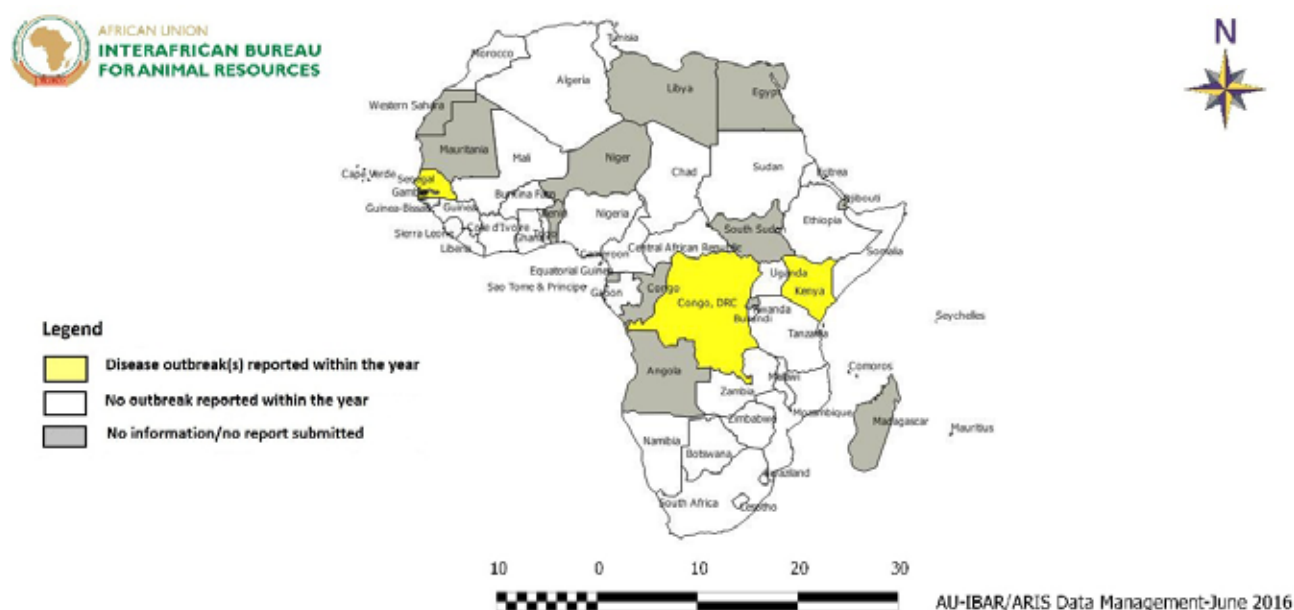 AFRICAN UNION
INTERAFRICAN BUREAU
FOR ANIMAL RESOURCES
N
Tunisia
Morocco
Algeria
Libya
Egypt
Western Sahara
Mauritania
Mali
Niger
Chad
Sudan
Eritrea
Cape Verde
Senegal
Gambia
Burkina Faso
Djibouti
Guinea-Bissau
Guinea
Benin
Nigeria
Ethiopia
Sierra Leone
Cote d'Ivoire
Ghana
Togo
South Sudan
Liberia
Cameroon
Central African Republic
Somalia
Equatorial Guinea
Uganda
Sao Tome & Principe
Gabon
Congo
Congo, DRC
Kenya
Rwanda
Burundi
Seychelles
Tanzania
Legend
Disease outbreak(s) reported within the year
No outbreak reported within the year
No information/no report submitted
Angola
Malawi
Comoros
Zambia
Mozambique
Madagascar
Mauritius
Zimbabwe
Namibia
Botswana
Swaziland
South Africa
Lesotho
10 0 10 20 30
AU-IBAR/ARIS Data Management-June 2016